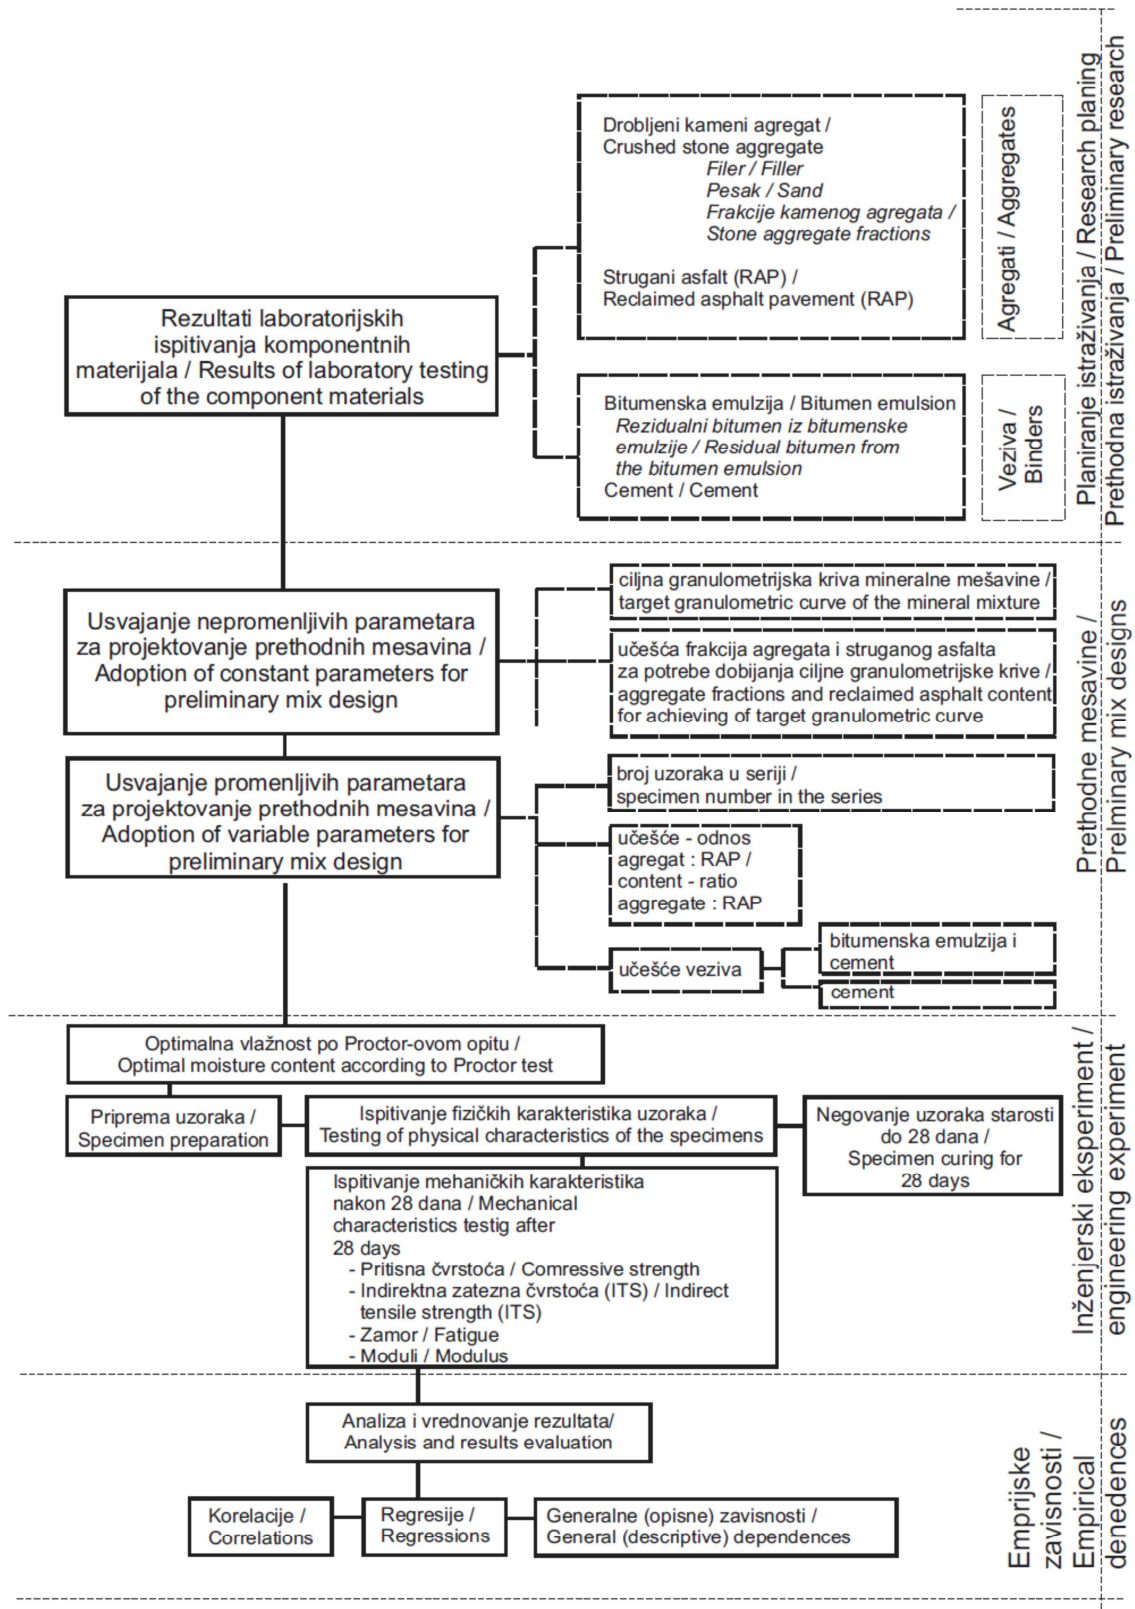 Drobljeni kameni agregat /
Crushed stone aggregate
Filer / Filler
Pesak / Sand
Frakcije kamenog agregata /
Stone aggregate fractions
Strugani asfalt (RAP) /
Reclaimed asphalt pavement (RAP)
Agregati / Aggregates
Planiranje istraživanja / Research planing
Prethodna istraživanja / Preliminary research
Rezultati laboratorijskih
ispitivanja komponentnih
materijala / Results of laboratory testing
of the component materials
Bitumenska emulzija / Bitumen emulsion
Rezidualni bitumen iz bitumenske
emulzije / Residual bitumen from
the bitumen emulsion
Cement / Cement
Veziva /
Binders
Usvajanje nepromenljivih parametara
za projektovanje prethodnih mesavina /
Adoption of constant parameters for
preliminary mix design
ciljna granulometrijska kriva mineralne mešavine /
target granulometric curve of the mineral mixture
učešća frakcija agregata i struganog asfalta
za potrebe dobijanja ciljne granulometrijske krive /
aggregate fractions and reclaimed asphalt content
for achieving of target granulometric curve
Prethodne mesavine /
Prelminary mix designs
Usvajanje promenljivih parametara
za projektovanje prethodnih mesavina /
Adoption of variable parameters for
preliminary mix design
broj uzoraka u seriji /
specimen number in the series
učešće - odnos
agregat : RAP /
content - ratio
aggregate : RAP
učešće veziva
bitumenska emulzija i
cement
cement
Optimalna vlažnost po Proctor-ovom opitu /
Optimal moisture content according to Proctor test
Priprema uzoraka /
Specimen preparation
Ispitivanje fizičkih karakteristika uzoraka /
Testing of physical characteristics of the specimens
Negovanje uzoraka starosti
do 28 dana /
Specimen curing for
28 days
Ispitivanje mehaničkih karakteristika
nakon 28 dana / Mechanical
characteristics testig after
28 days
- Pritisna čvrstoća / Comressive strength
- Indirektna zatezna čvrstoća (ITS) / Indirect
tensile strength (ITS)
- Zamor / Fatigue
- Moduli / Modulus
Inženjerski eksperiment /
engineering experiment
Analiza i vrednovanje rezultata/
Analysis and results evaluation
Korelacije /
Correlations
Regresije /
Regressions
Generalne (opisne) zavisnosti /
General (descriptive) dependences
Emprijske
zavisnosti /
Empirical
denedences